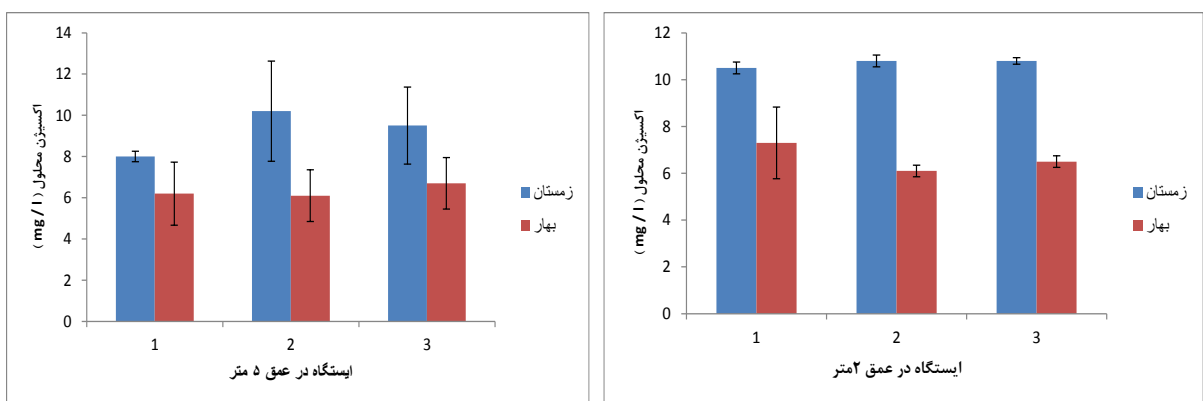 14
12
10
8
6
4
2
0
اکسیژن محلول (mg / l)
1 2 3
ایستگاه در عمق ۵ متر
زمستان
بهار
12
10
8
6
4
2
0
اکسیژن محلول (mg / l)
1 2 3
ایستگاه در عمق ۲متر
زمستان
بهار